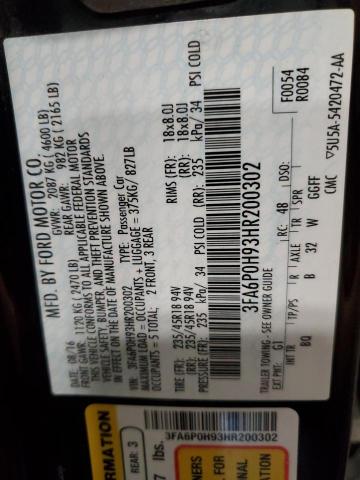 MFD. BY FORD MOTOR CO.
DATE: 08/16 GVWR: 2087 KG ( 4600 LB)
FRONT GAWR: 1120 KG (2470 LB) REAR GAWR: 982 KG ( 2165 LB)
THIS VEHICLE CONFORMS TO ALL APPLICABLE FEDERAL MOTOR
VEHICLE SAFETY, BUMPER, AND THEFT PREVENTION STANDARDS
IN EFFECT ON THE DATE OF MANUFACTURE SHOWN ABOVE.
VIN: 3FA6P0H93HR200302 TYPE: Passenger Car
MAXIMUM LOAD = OCCUPANTS + LUGGAGE = 375KG/ 827LB
OCCUPANTS = 5 TOTAL: 2 FRONT, 3 REAR
TIRES (FR): 235/45R18 94V RIMS (FR): 18x8.0J
(RR): 235/45R18 94V (RR): 18x8.0J
PRESSURE (FR): 235 kPa/ 34 PSI COLD (RR): 235 kPa/ 34 PSI COLD
3FA6P0H93HR200302
F0054
R0084
TRAILER TOWING - SEE OWNER GUIDE
EXT PNT: G1 RC: 48 DSO:
INT TR TP/PS R AXLE TR SPR
BQ B 32 W GGFF
CMC
▽5U5A-5420472-AA
3FA6P0H93HR200302
REAR: 3
lbs.